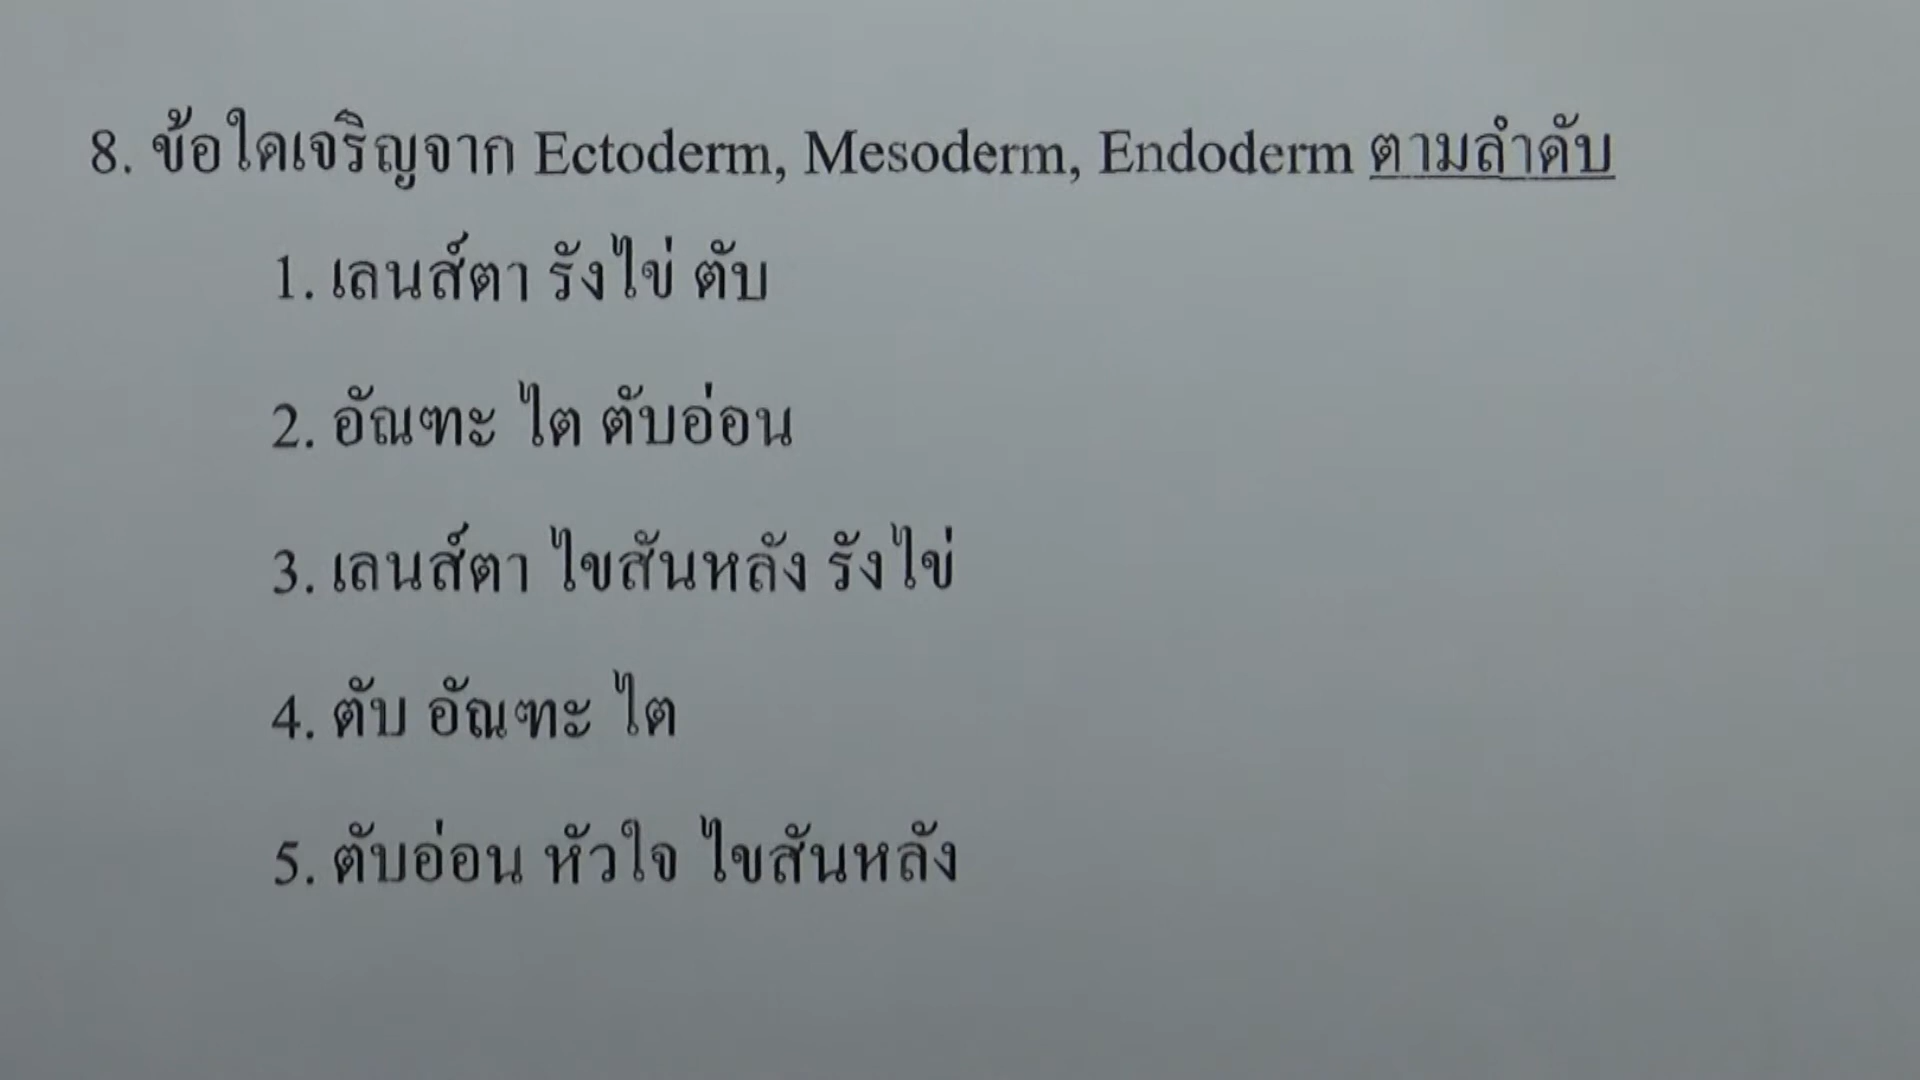 8. ข้อใดเจริญจาก Ectoderm, Mesoderm, Endoderm ตามลำดับ
1. เลนส์ตา รังไข่ ตับ
2. อัณฑะ ไต ตับอ่อน
3. เลนส์ตา ไขสันหลัง รังไข่
4. ตับ อัณฑะ ไต
5. ตับอ่อน หัวใจ ไขสันหลัง